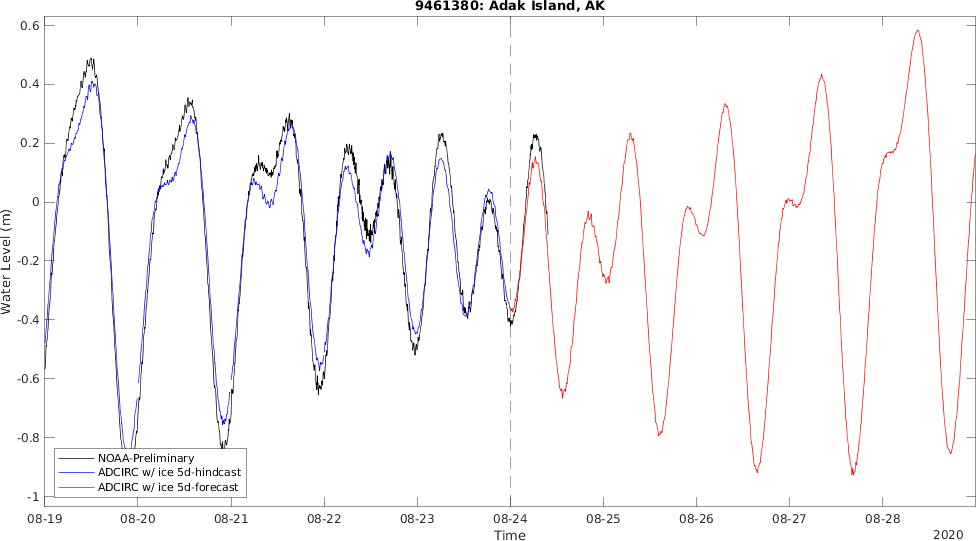 9461380: Adak Island, AK
0.6
0.4
0.2
0
-0.2
-0.4
-0.6
-0.8
-1
Water Level (m)
NOAA-Preliminary
ADCIRC w/ ice 5d-hindcast
ADCIRC w/ ice 5d-forecast
08-19 08-20 08-21 08-22 08-23 08-24 08-25 08-26 08-27 08-28
Time
2020